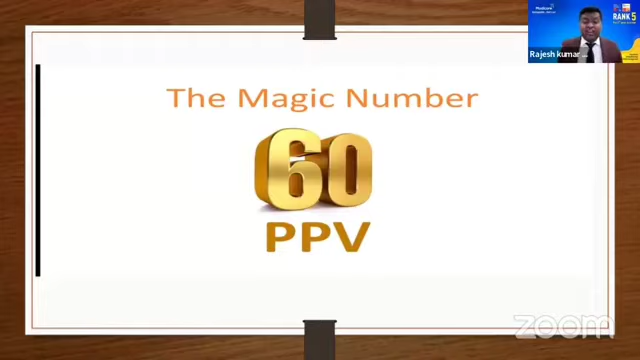 The Magic Number
60
PPV
Rajesh kumar
RANK 5
zoom